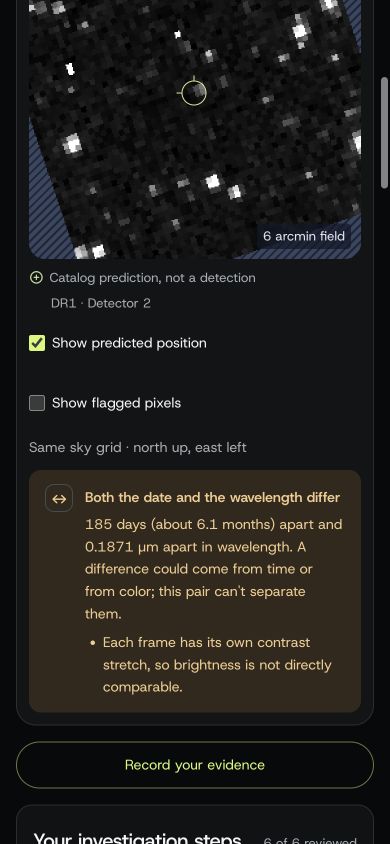 6 arcmin field
Catalog prediction, not a detection
DR1 · Detector 2
Show predicted position
Show flagged pixels
Same sky grid · north up, east left
Both the date and the wavelength differ
185 days (about 6.1 months) apart and
0.1871 µm apart in wavelength. A
difference could come from time or
from color; this pair can't separate
them.
• Each frame has its own contrast
stretch, so brightness is not directly
comparable.
Record your evidence
Your investigation steps
6 of 6 reviewed